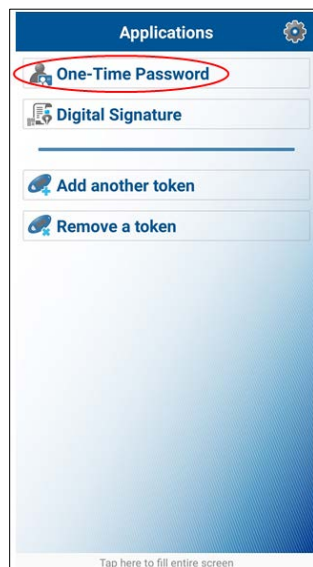 Applications
One-Time Password
Digital Signature
Add another token
Remove a token
Tap here to fill entire screen